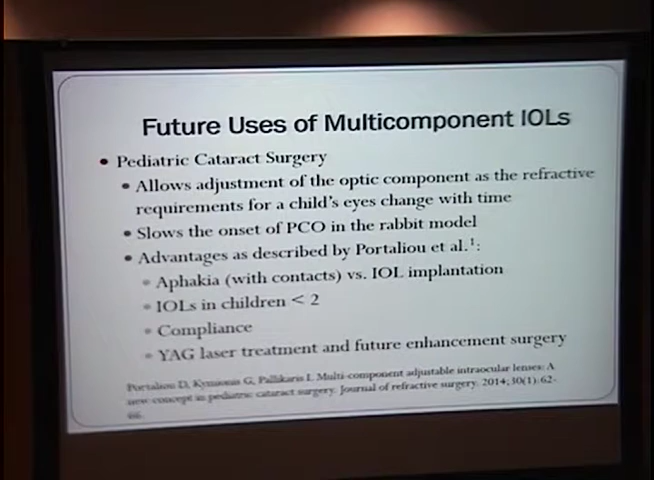 Future Uses of Multicomponent IOLs
• Pediatric Cataract Surgery
• Allows adjustment of the optic component as the refractive
requirements for a child's eyes change with time
• Slows the onset of PCO in the rabbit model
• Advantages as described by Portaliou et al.¹:
• Aphakia (with contacts) vs. IOL implantation
• IOLs in children < 2
• Compliance
• YAG laser treatment and future enhancement surgery
Portaliou D, Kymionis G, Pallikaris I. Multi-component adjustable intraocular lenses: A
new concept in pediatric cataract surgery. Journal of refractive surgery. 2014;30(1):62-
66.